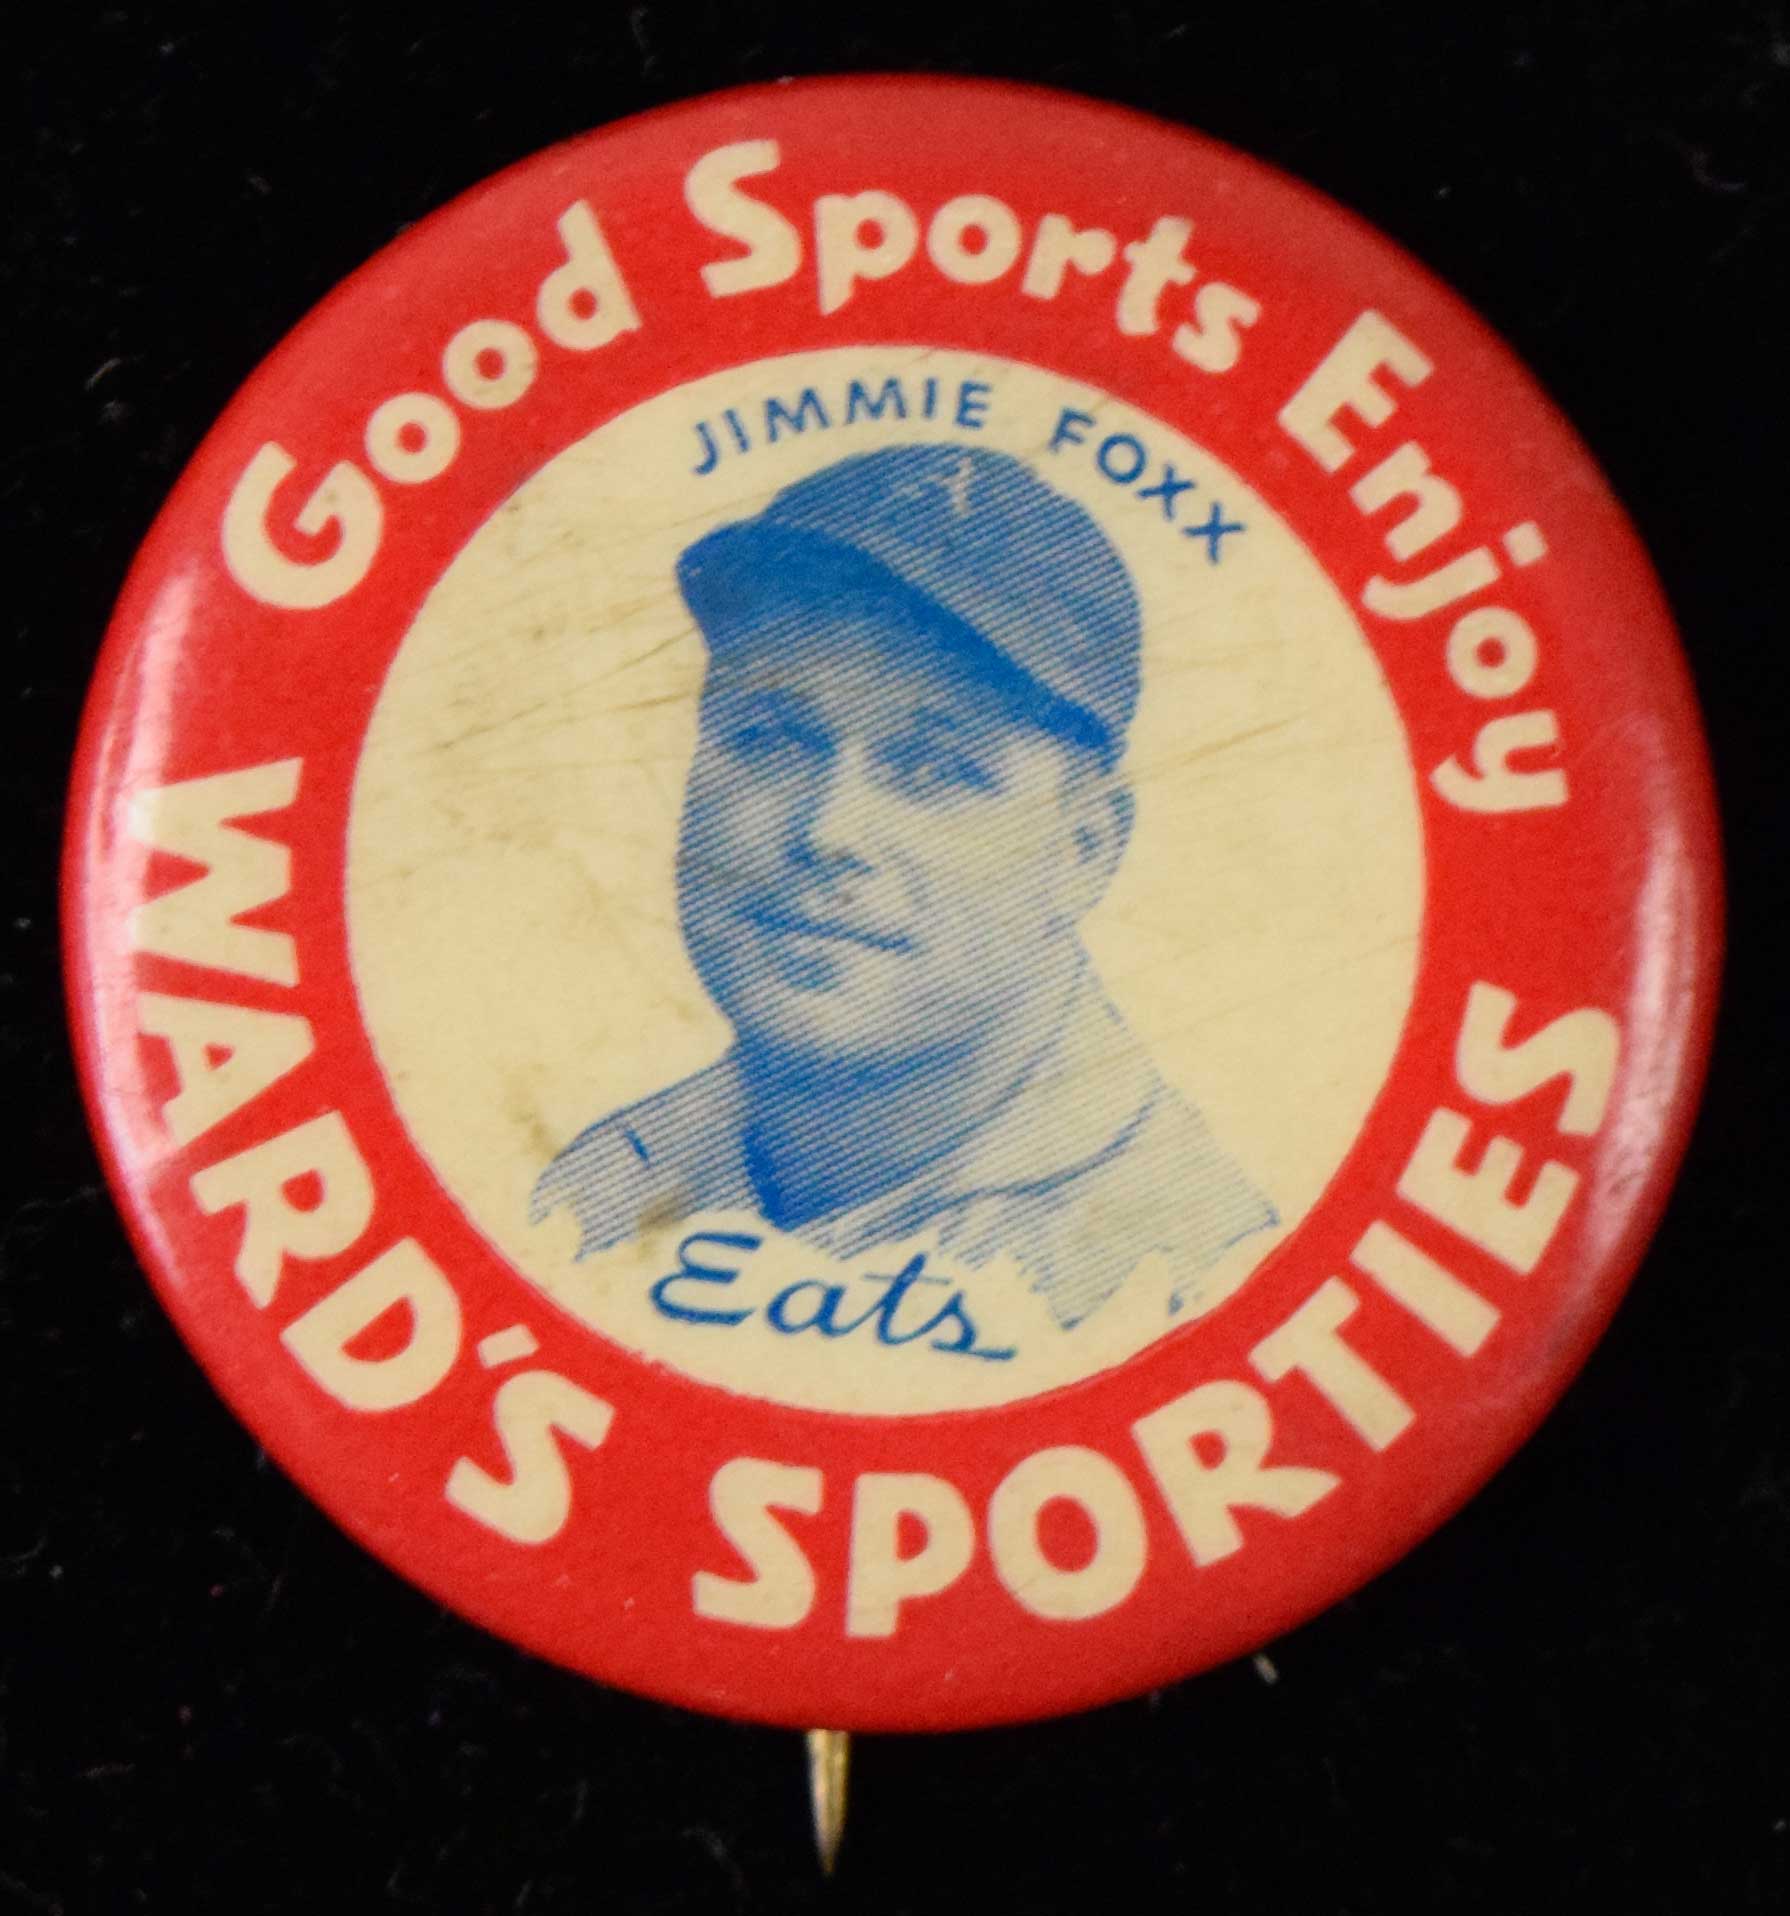 Good Sports Enjoy
JIMMIE FOXX
Eats
WARD'S SPORTIES